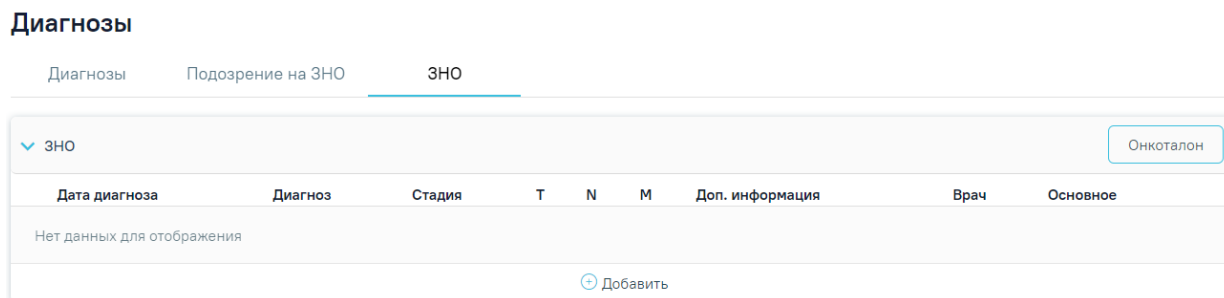 Диагнозы
Диагнозы Подозрение на ЗНО ЗНО
ЗНО Онкоталон
Дата диагноза Диагноз Стадия T N M Доп. информация Врач Основное
Нет данных для отображения
Добавить